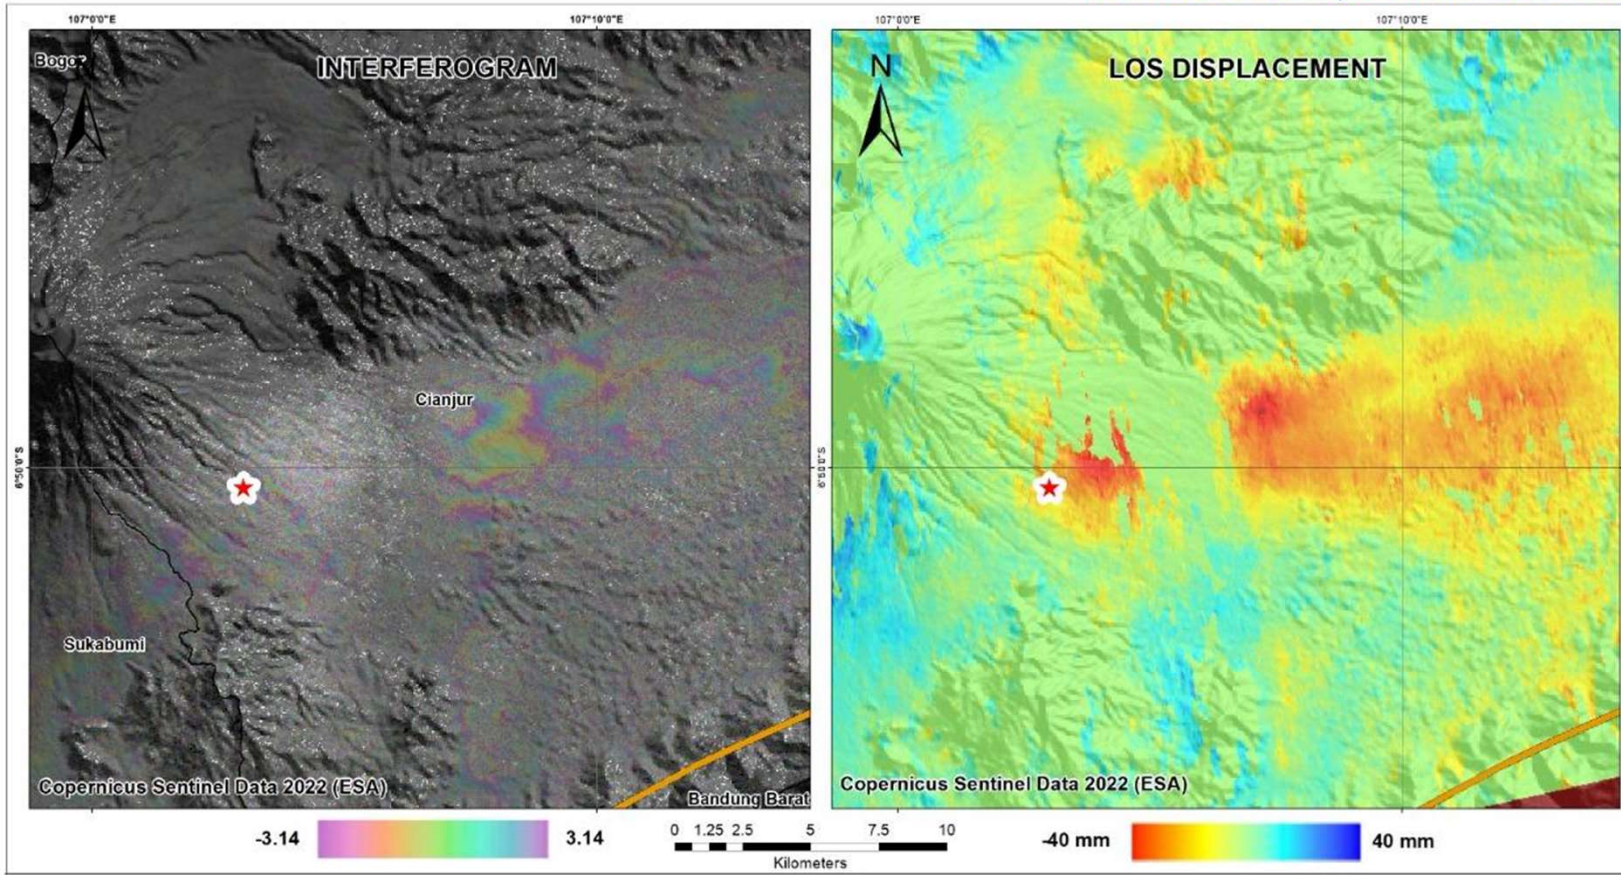 107°0'0"E 107°10'0"E 107°0'0"E 107°10'0"E
Bogor
INTERFEROGRAM
N
LOS DISPLACEMENT
Cianjur
6°50'0"S
6°50'0"S
Sukabumi
Copernicus Sentinel Data 2022 (ESA)
Bandung Barat
Copernicus Sentinel Data 2022 (ESA)
-3.14 3.14
0 1.25 2.5 5 7.5 10
Kilometers
-40 mm 40 mm